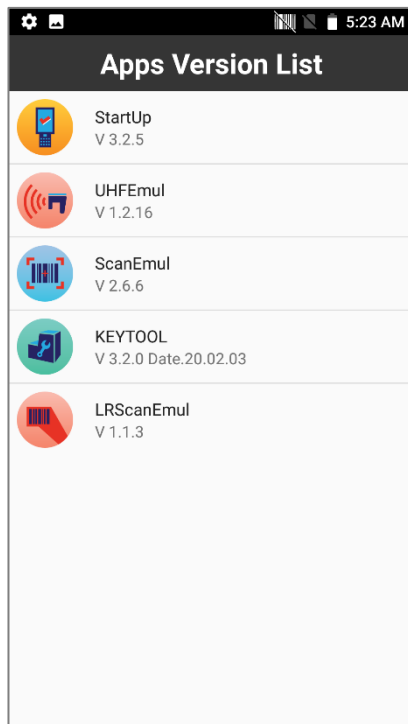 5:23 AM
Apps Version List
StartUp
V 3.2.5
UHFEmul
V 1.2.16
ScanEmul
V 2.6.6
KEYTOOL
V 3.2.0 Date.20.02.03
LRScanEmul
V 1.1.3